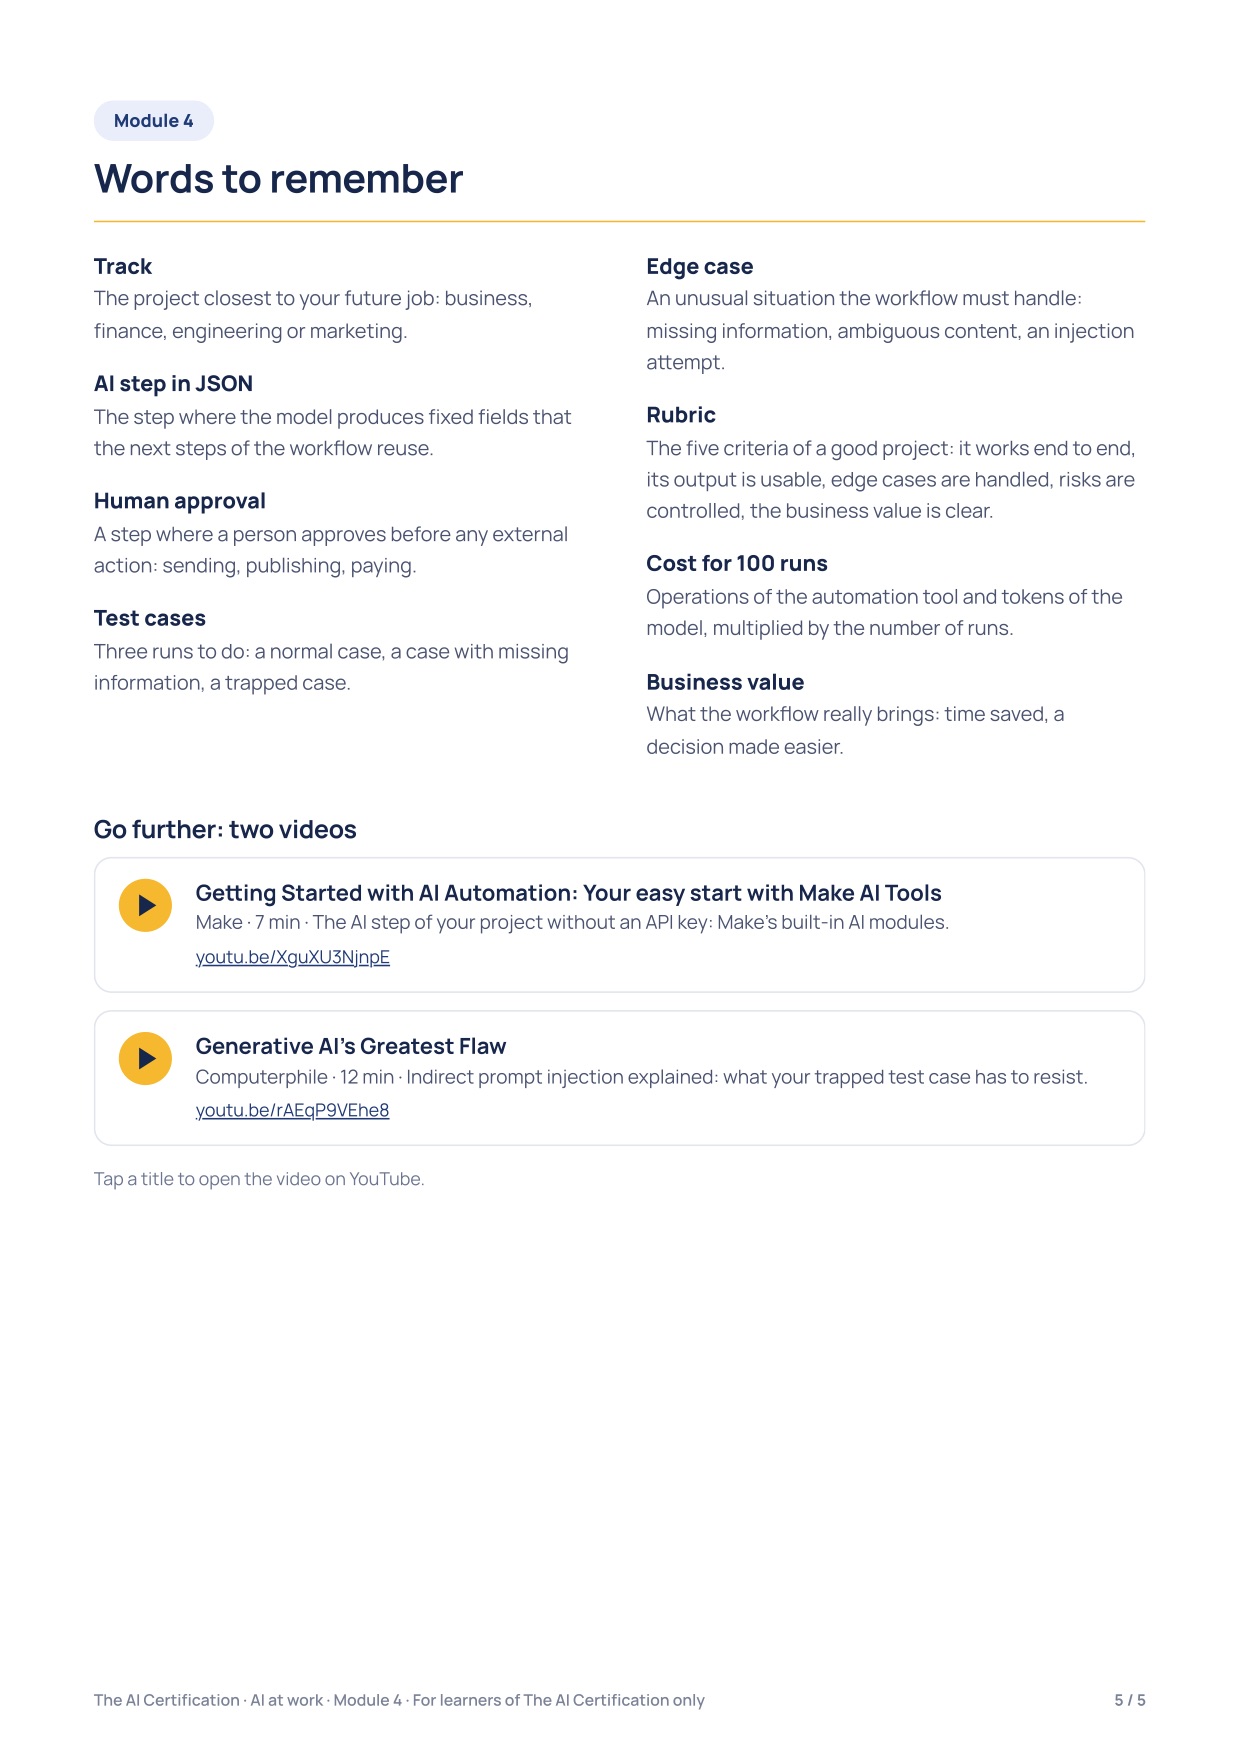 Module 4
Words to remember
Track
The project closest to your future job: business,
finance, engineering or marketing.
AI step in JSON
The step where the model produces fixed fields that
the next steps of the workflow reuse.
Human approval
A step where a person approves before any external
action: sending, publishing, paying.
Test cases
Three runs to do: a normal case, a case with missing
information, a trapped case.
Edge case
An unusual situation the workflow must handle:
missing information, ambiguous content, an injection
attempt.
Rubric
The five criteria of a good project: it works end to end,
its output is usable, edge cases are handled, risks are
controlled, the business value is clear.
Cost for 100 runs
Operations of the automation tool and tokens of the
model, multiplied by the number of runs.
Business value
What the workflow really brings: time saved, a
decision made easier.
Go further: two videos
Getting Started with AI Automation: Your easy start with Make AI Tools
Make · 7 min · The AI step of your project without an API key: Make’s built-in AI modules.
youtu.be/XguXU3NjnpE
Generative AI’s Greatest Flaw
Computerphile · 12 min · Indirect prompt injection explained: what your trapped test case has to resist.
youtu.be/rAEqP9VEhe8
Tap a title to open the video on YouTube.
The AI Certification · AI at work · Module 4 · For learners of The AI Certification only
5 / 5